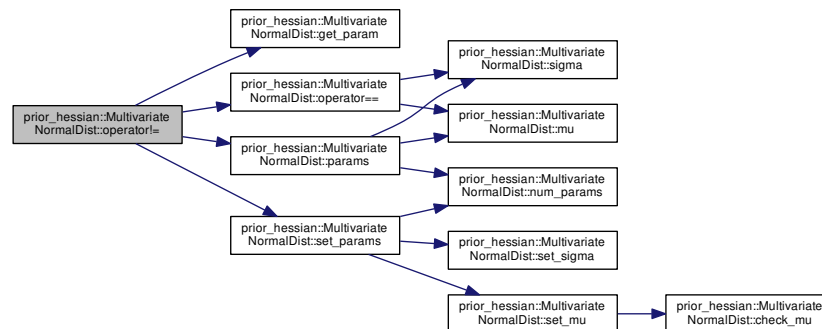 prior_hessian::Multivariate
NormalDist::operator!=
prior_hessian::Multivariate
NormalDist::get_param
prior_hessian::Multivariate
NormalDist::operator==
prior_hessian::Multivariate
NormalDist::params
prior_hessian::Multivariate
NormalDist::set_params
prior_hessian::Multivariate
NormalDist::sigma
prior_hessian::Multivariate
NormalDist::mu
prior_hessian::Multivariate
NormalDist::num_params
prior_hessian::Multivariate
NormalDist::set_sigma
prior_hessian::Multivariate
NormalDist::set_mu
prior_hessian::Multivariate
NormalDist::check_mu